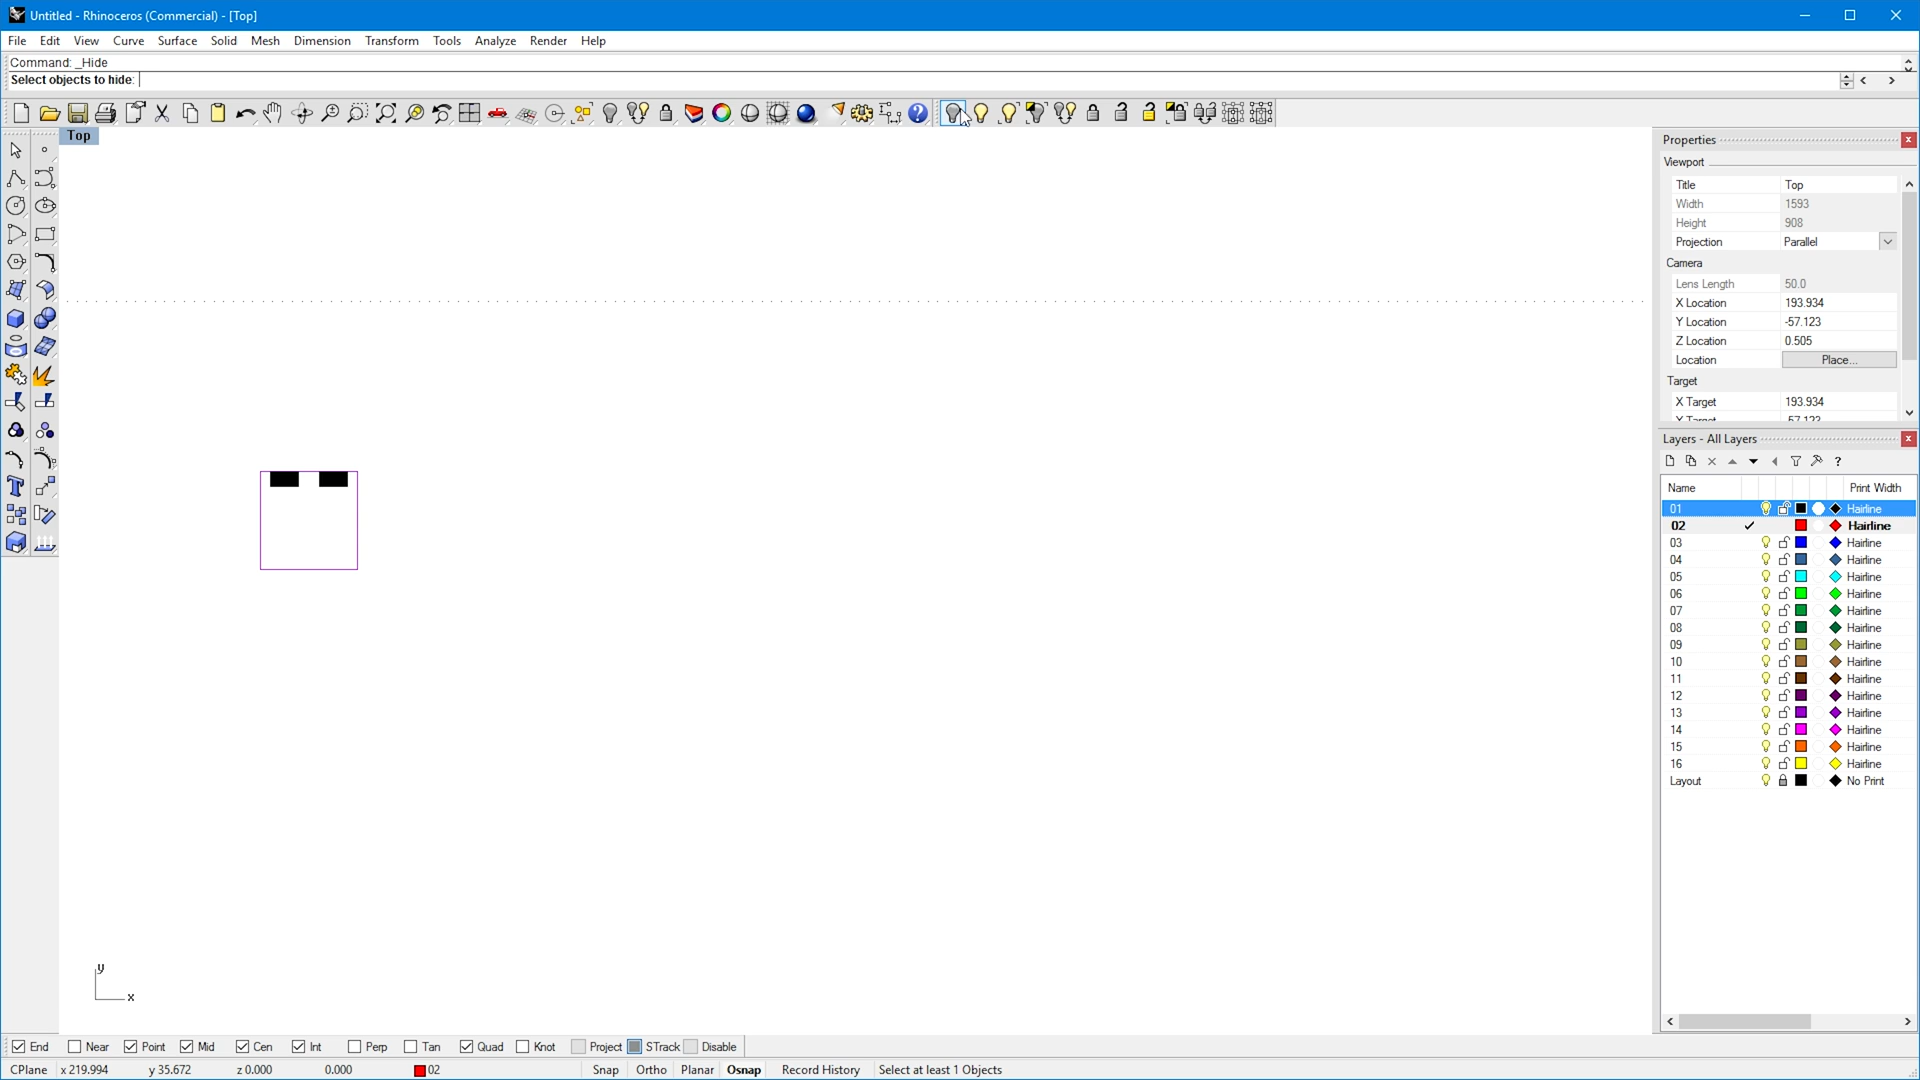 Untitled - Rhinoceros (Commercial) - [Top]
File Edit View Curve Surface Solid Mesh Dimension Transform Tools Analyze Render Help
Command: _Hide
Select objects to hide:
Top
Properties
Viewport
Title Top
Width 1593
Height 908
Projection Parallel
Camera
Lens Length 50.0
X Location 193.934
Y Location -57.123
Z Location 0.505
Location Place...
Target
X Target 193.934
Y Target -57.123
Layers - All Layers
Name Print Width
01 Hairline
02 Hairline
03 Hairline
04 Hairline
05 Hairline
06 Hairline
07 Hairline
08 Hairline
09 Hairline
10 Hairline
11 Hairline
12 Hairline
13 Hairline
14 Hairline
15 Hairline
16 Hairline
Layout No Print
y
x
End Near Point Mid Cen Int Perp Tan Quad Knot Project STrack Disable
CPlane x 219.994 y 35.672 z 0.000 0.000 02 Snap Ortho Planar Osnap Record History Select at least 1 Objects